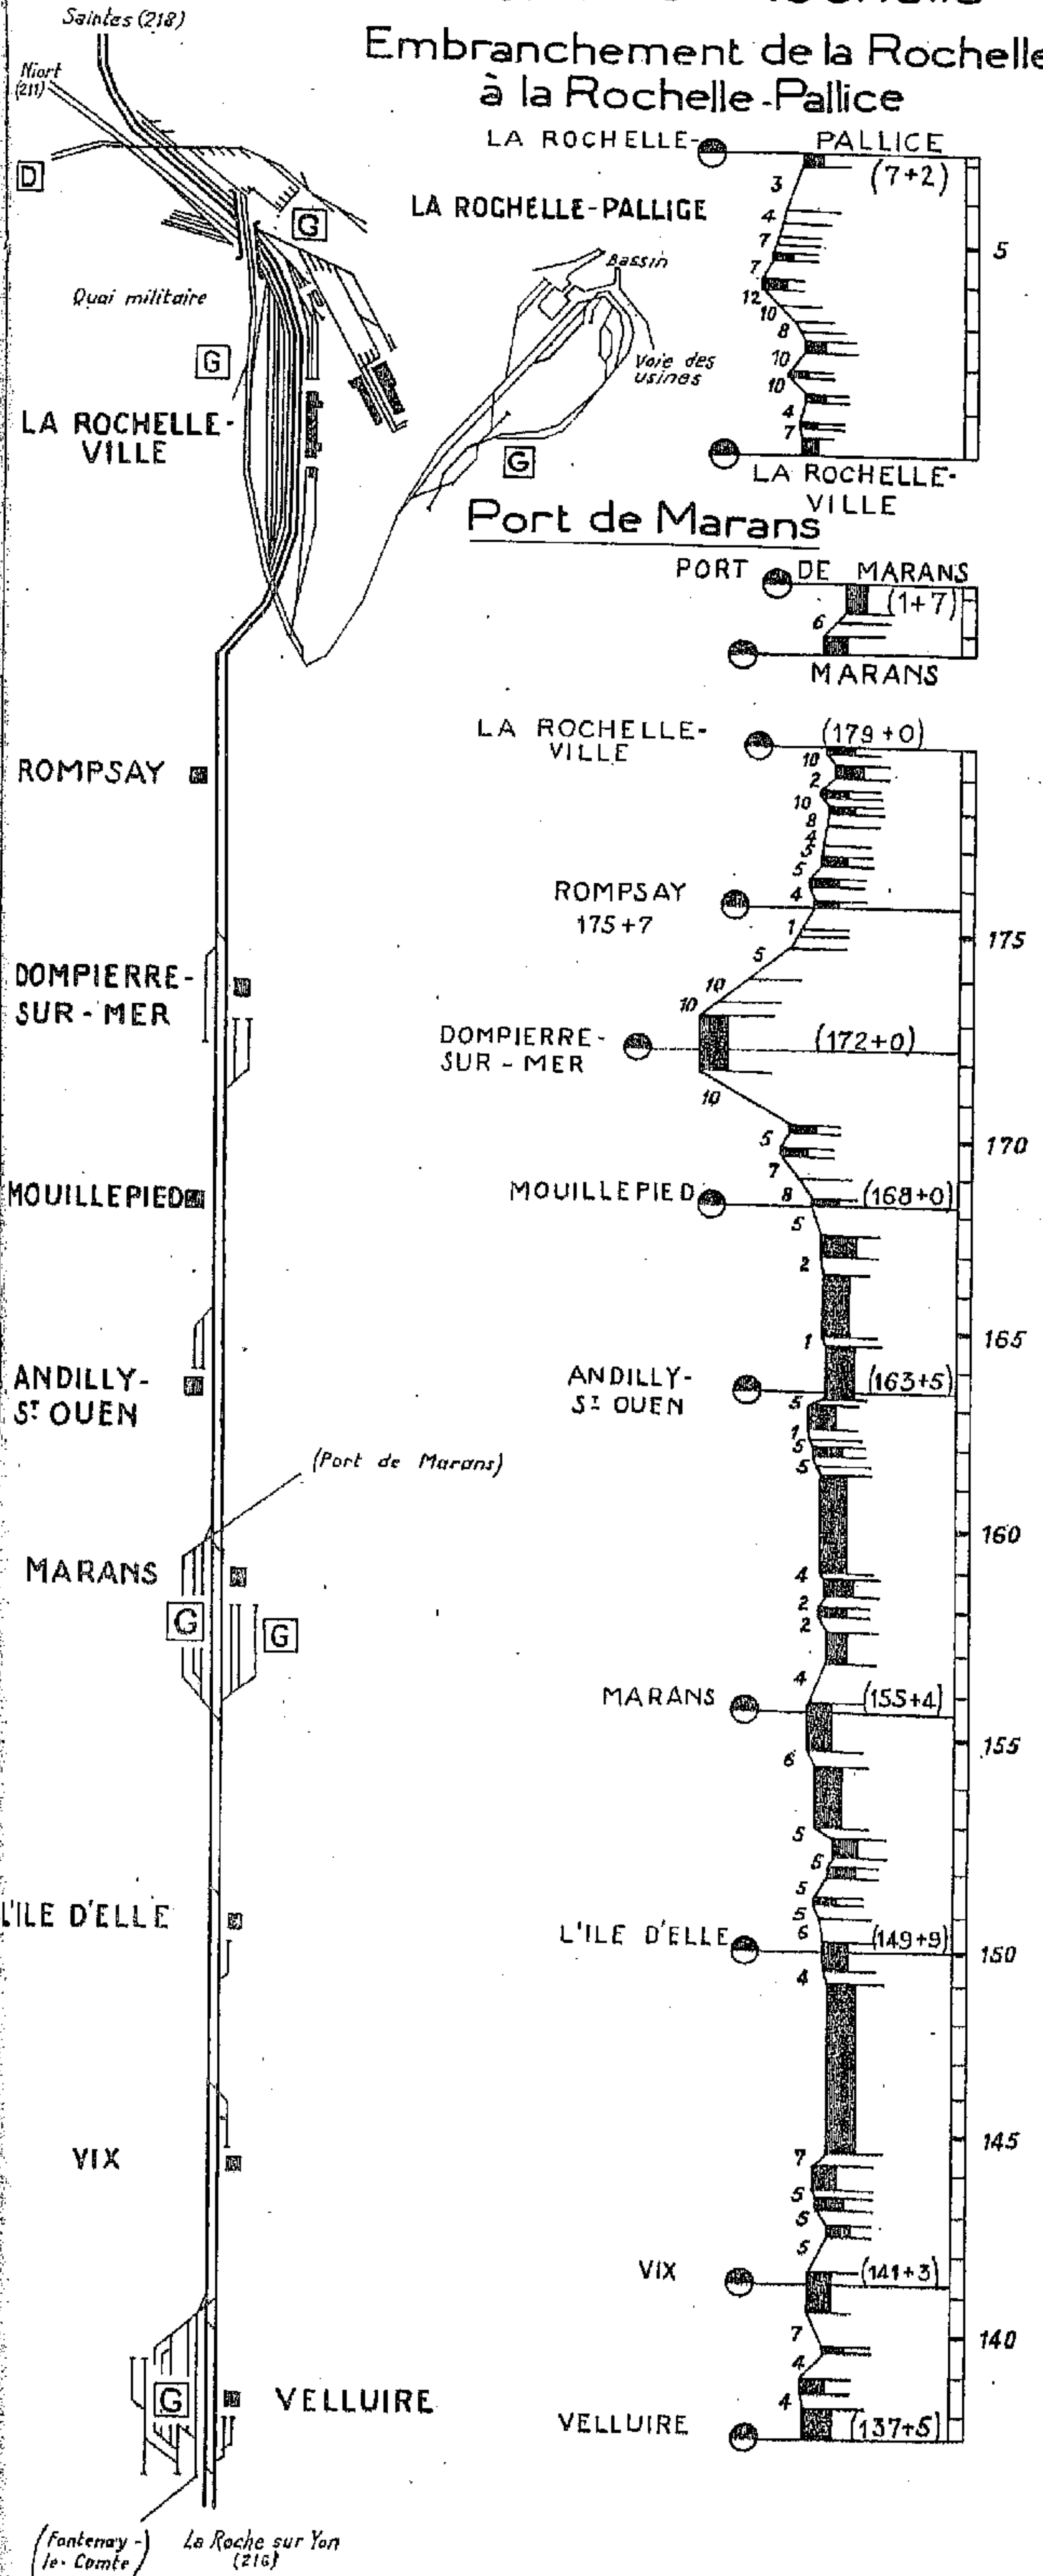 Embranchement de la Rochelle
à la Rochelle-Pallice
Saintes (218)
Niort
(211)
D
G
Quai militaire
G
LA ROCHELLE-
VILLE
LA ROCHELLE-PALLICE
Bassin
Voie des
usines
G
LA ROCHELLE- PALLICE
(7+2)
3
4
7
5
7
12
10
8
10
10
4
7
LA ROCHELLE-
VILLE
Port de Marans
PORT DE MARANS
(1+7)
6
MARANS
ROMPSAY
DOMPIERRE-
SUR-MER
MOUILLEPIED
ANDILLY-
ST OUEN
(Port de Marans)
MARANS
G
G
L'ILE D'ELLE
VIX
G
VELLUIRE
(Fontenay-
le-Comte)
La Roche sur Yon
(216)
LA ROCHELLE-
VILLE
(179+0)
10
2
10
8
4
5
5
4
ROMPSAY
175+7
175
1
5
10
10
DOMPIERRE-
SUR-MER
(172+0)
10
170
5
7
MOUILLEPIED
8
(168+0)
5
2
165
1
ANDILLY-
ST OUEN
(163+5)
5
1
5
5
160
4
2
2
4
MARANS
(155+4)
155
6
5
6
5
5
6
L'ILE D'ELLE
(149+9)
150
4
145
7
5
5
5
VIX
(141+3)
140
7
4
4
VELLUIRE
(137+5)